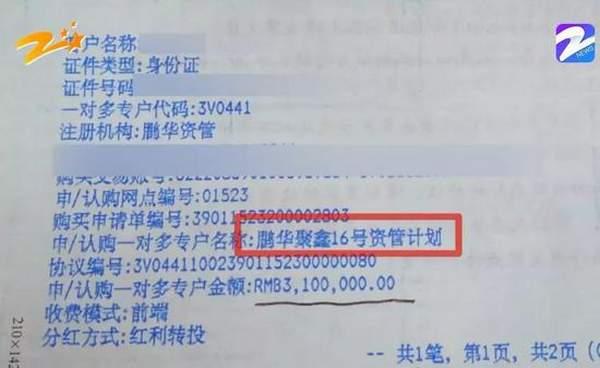 客户名称
证件类型:身份证
证件号码
一对多专户代码:3V0441
注册机构:鹏华资管
申/认购网点编号:01523
购买申请单编号:39011523200002803
申/认购一对多专户名称:鹏华聚鑫16号资管计划
协议编号:3V044110023901152300000080
申/认购一对多专户金额:RMB3,100,000.00
收费模式:前端
分红方式:红利转投
-- 共1笔，第1页，共2页 (
210×142
NEWS